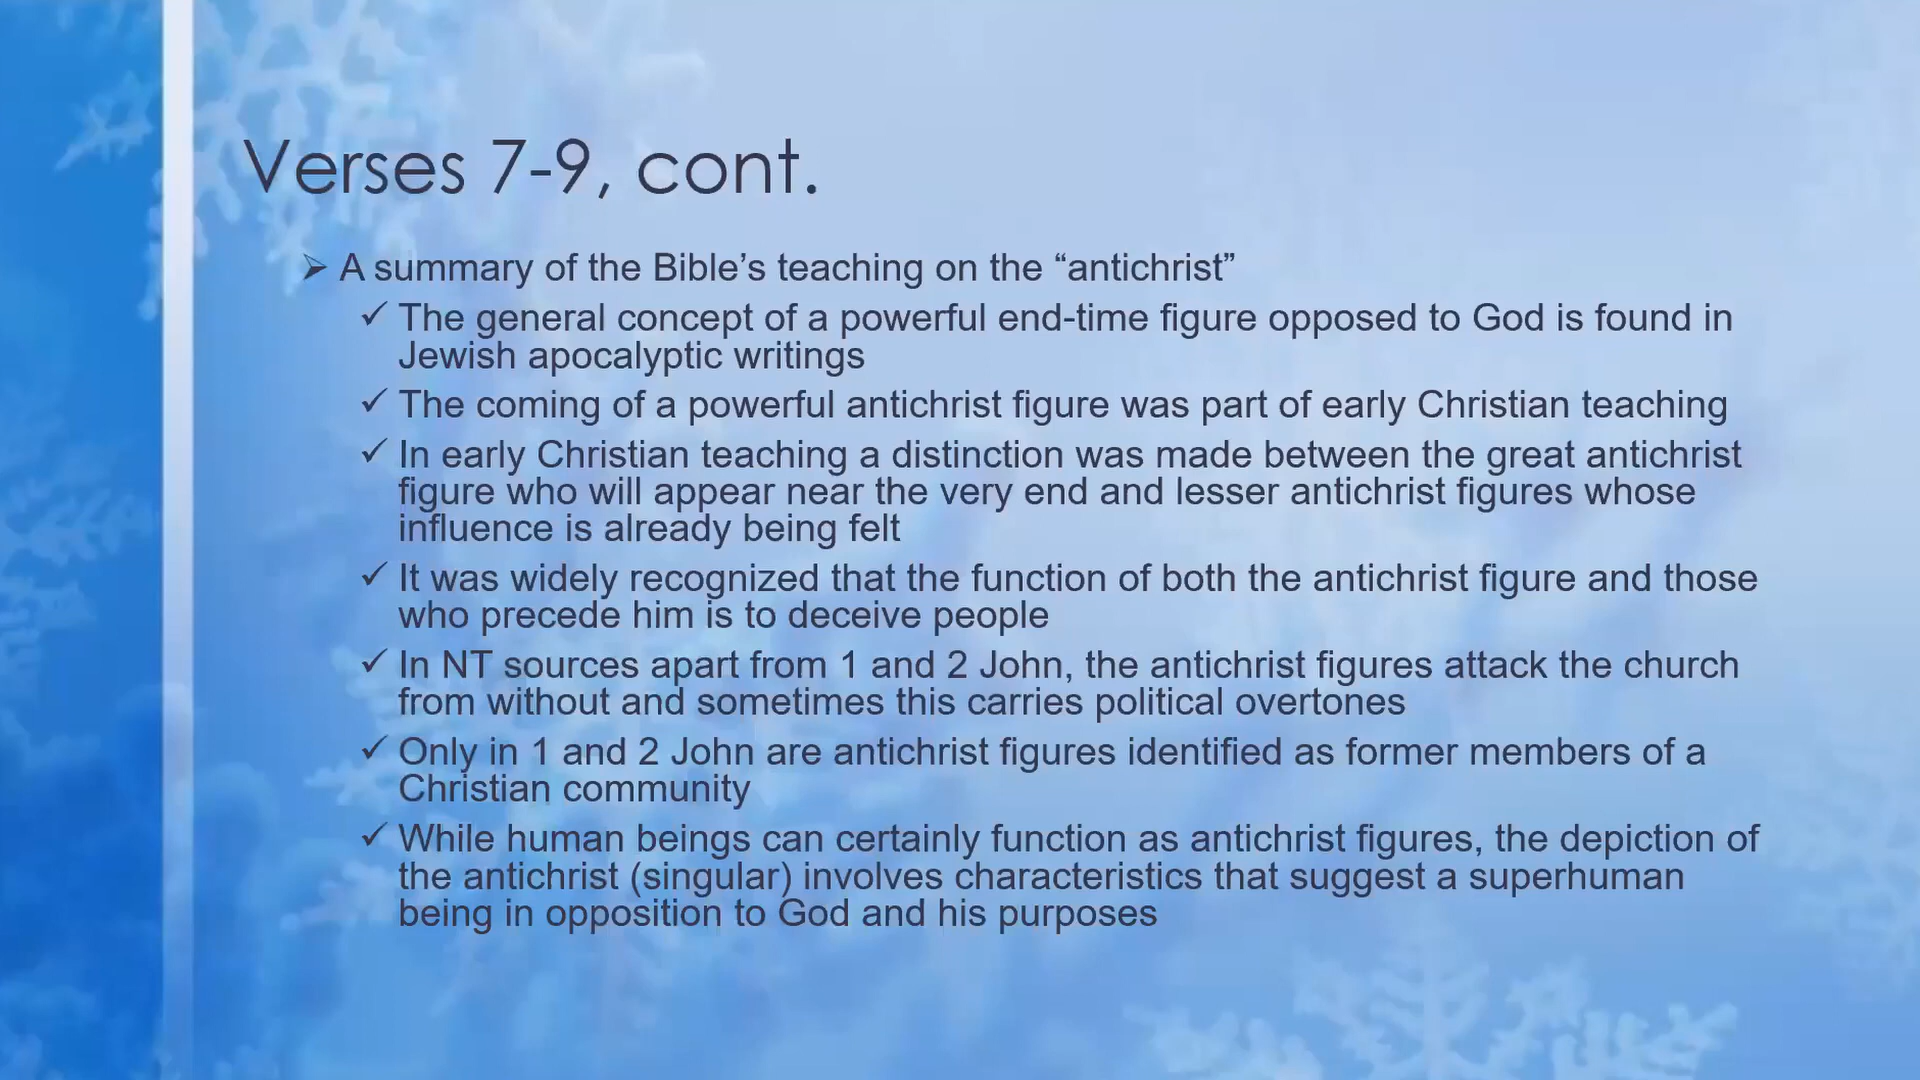 Verses 7-9, cont.
➢ A summary of the Bible’s teaching on the “antichrist”
✓ The general concept of a powerful end-time figure opposed to God is found in
Jewish apocalyptic writings
✓ The coming of a powerful antichrist figure was part of early Christian teaching
✓ In early Christian teaching a distinction was made between the great antichrist
figure who will appear near the very end and lesser antichrist figures whose
influence is already being felt
✓ It was widely recognized that the function of both the antichrist figure and those
who precede him is to deceive people
✓ In NT sources apart from 1 and 2 John, the antichrist figures attack the church
from without and sometimes this carries political overtones
✓ Only in 1 and 2 John are antichrist figures identified as former members of a
Christian community
✓ While human beings can certainly function as antichrist figures, the depiction of
the antichrist (singular) involves characteristics that suggest a superhuman
being in opposition to God and his purposes